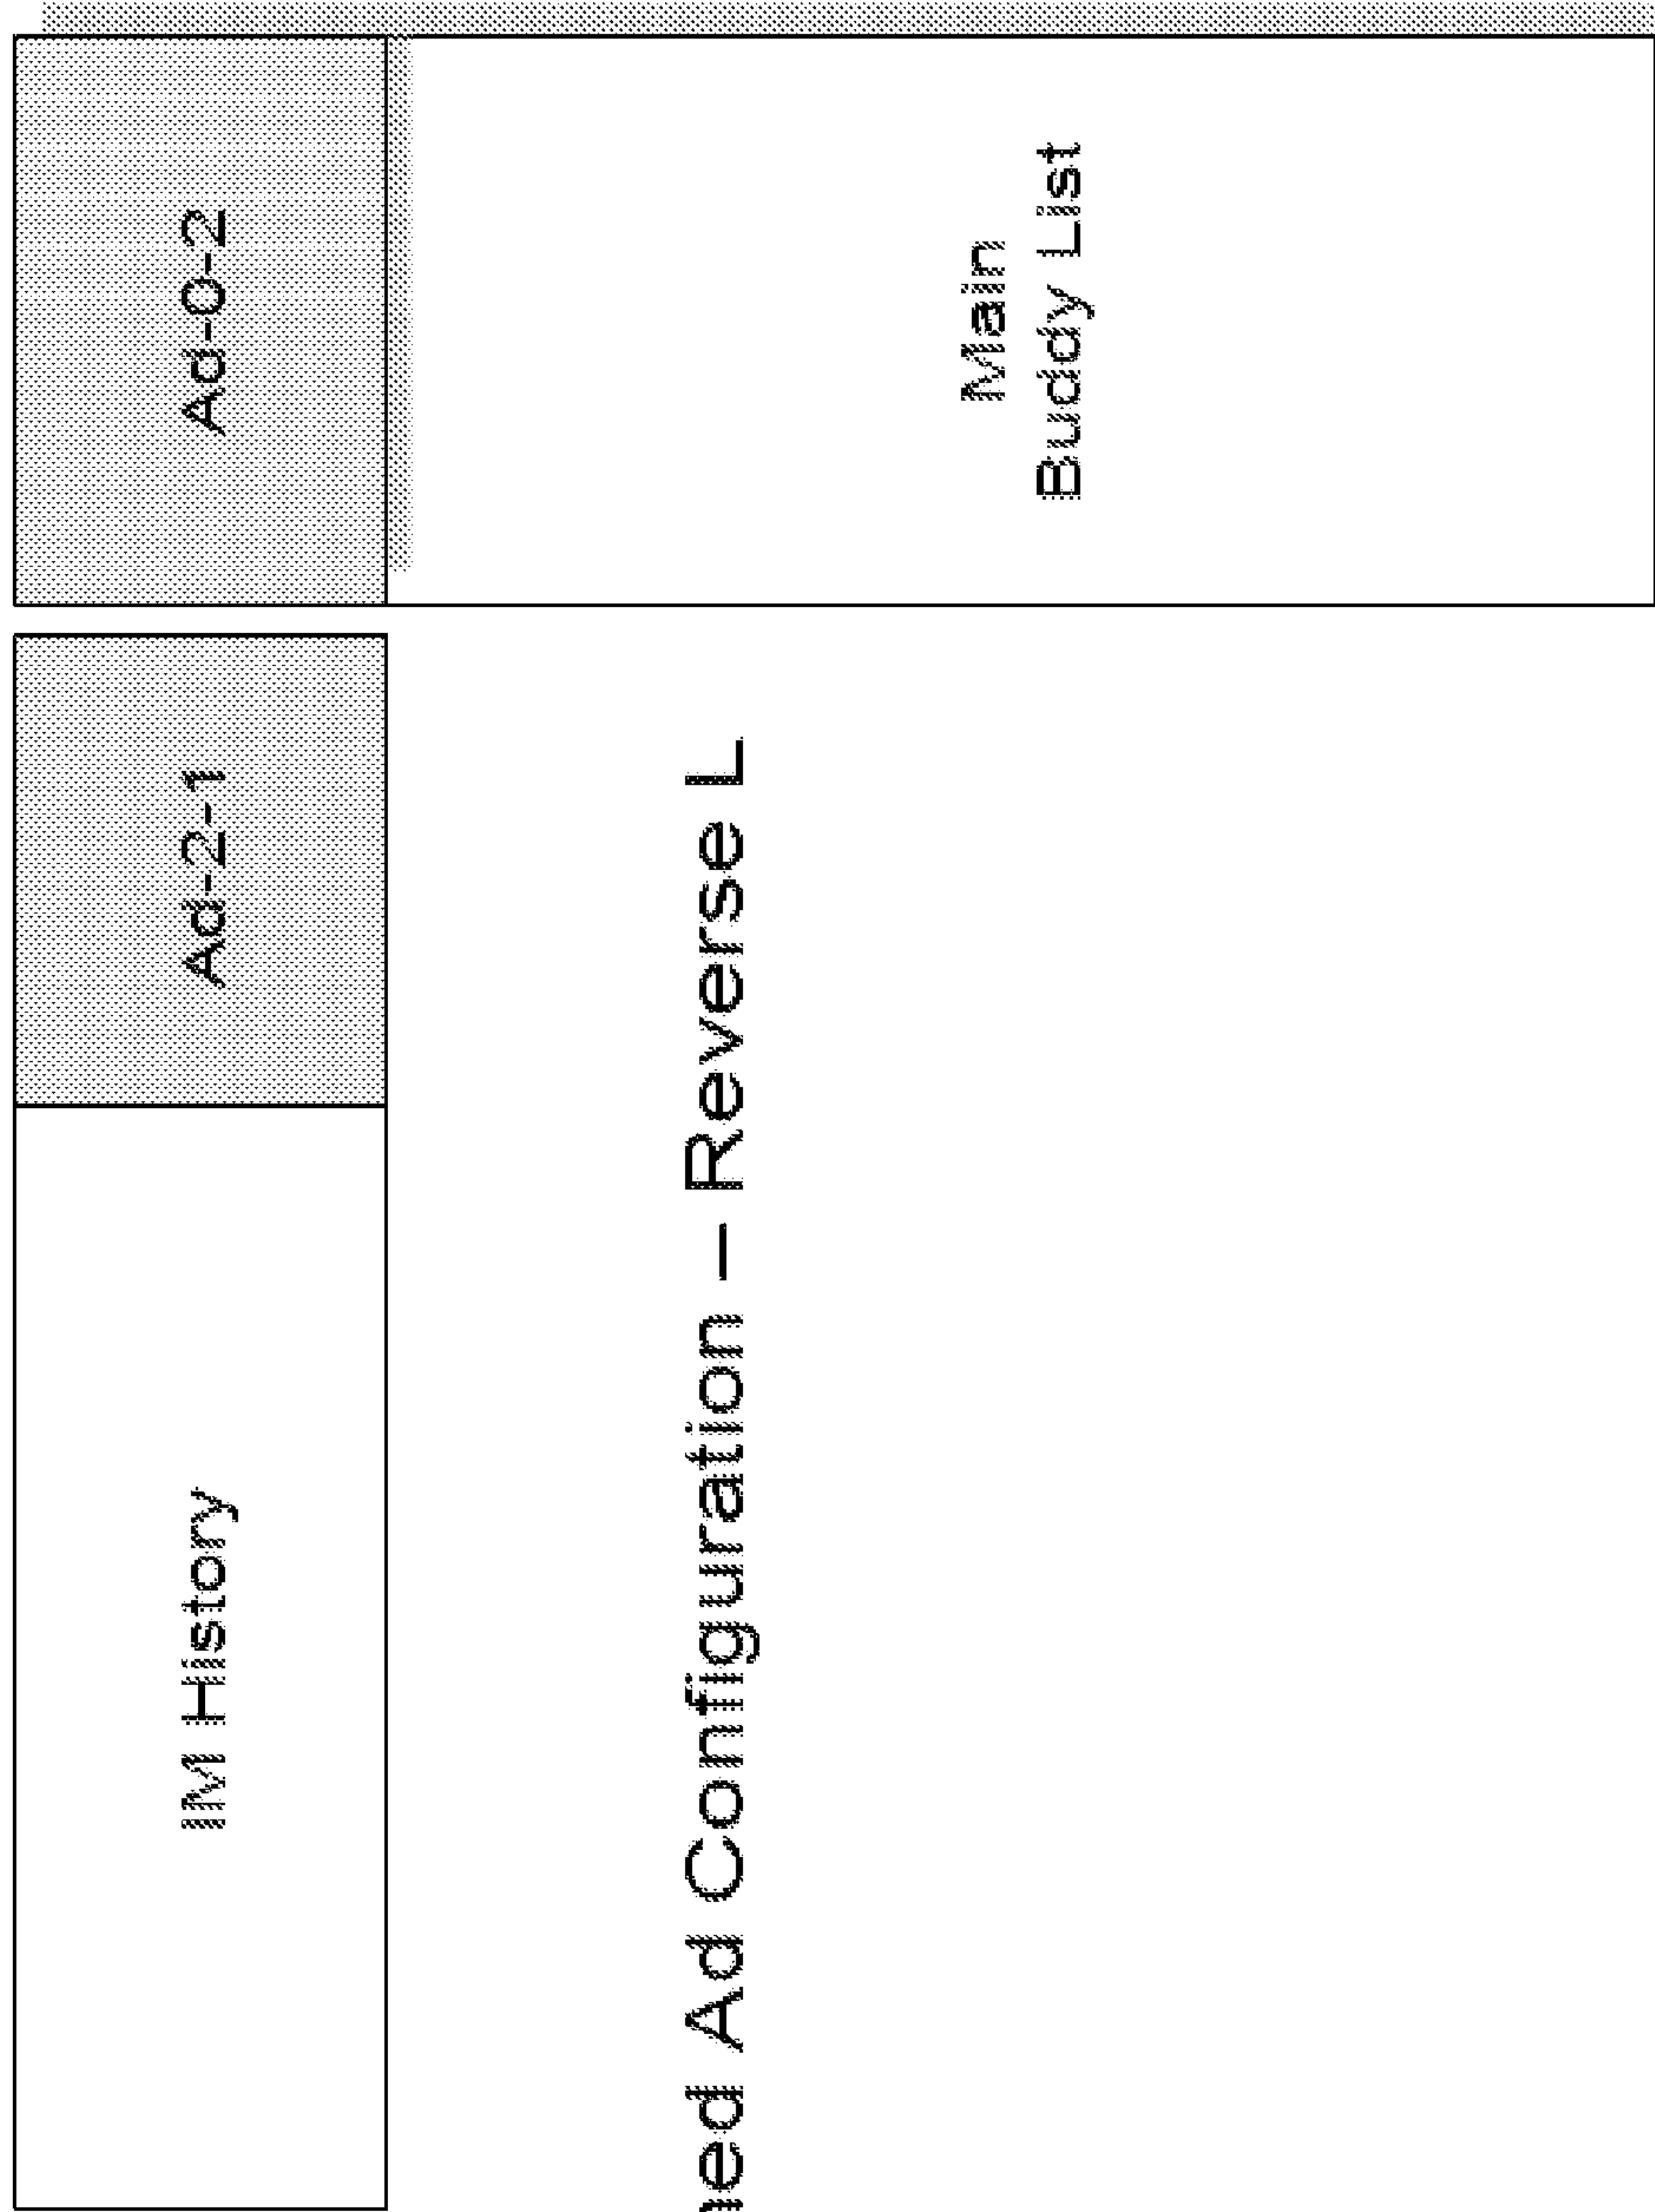 IM History
Ad-2-1
Ad-0-2
Ad Configuration – Reverse L
Main
Buddy List